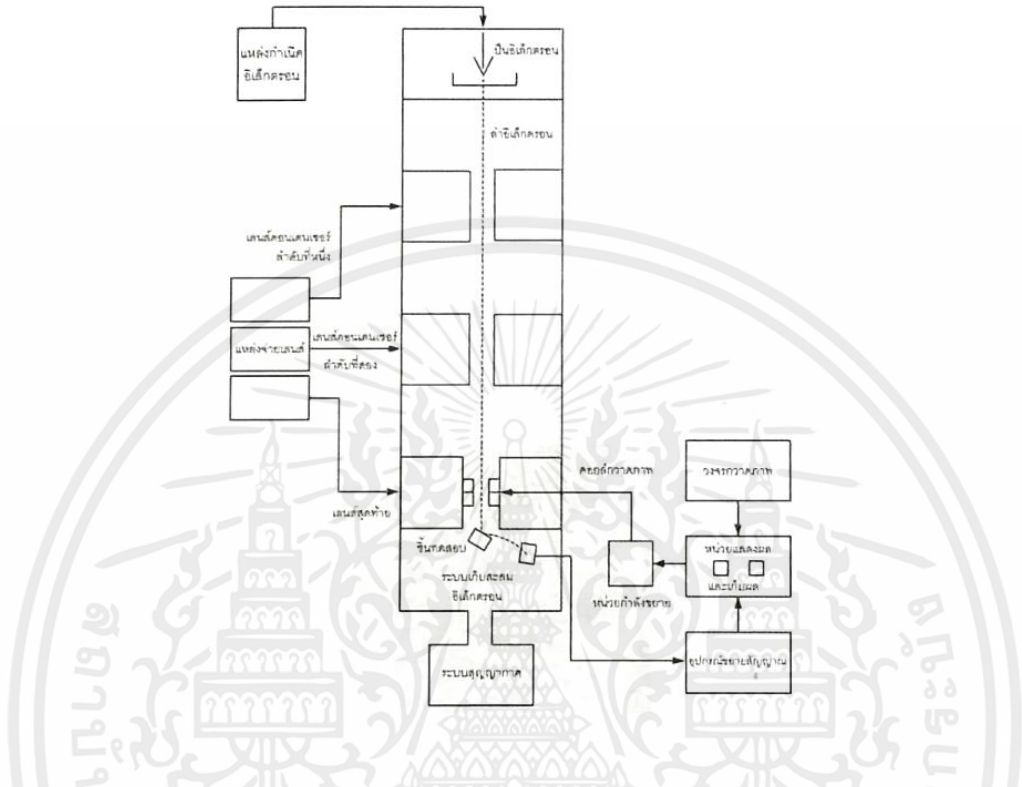 แหล่งกำเนิด
อิเล็กตรอน
ปืนอิเล็กตรอน
ลำอิเล็กตรอน
เลนส์คอนเดนเซอร์
ลำดับที่หนึ่ง
แหล่งจ่ายเลนส์
เลนส์คอนเดนเซอร์
ลำดับที่สอง
เลนส์สุดท้าย
คอยล์กวาดภาพ
วงจรกวาดภาพ
ชิ้นทดสอบ
หน่วยแสดงผล
และเก็บผล
ระบบเก็บสะสม
อิเล็กตรอน
หน่วยกำลังขยาย
อุปกรณ์ขยายสัญญาณ
ระบบสุญญากาศ